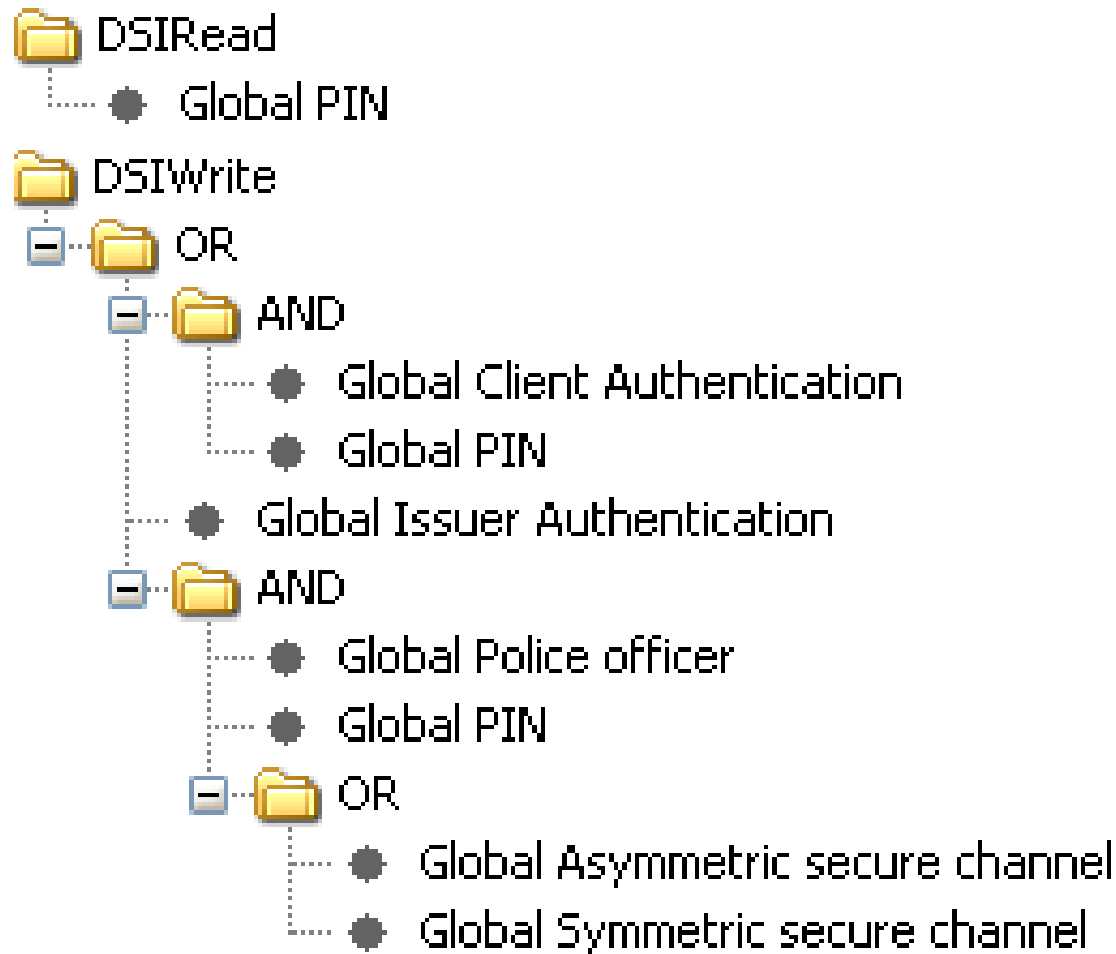 DSIRead
Global PIN
DSIWrite
OR
AND
Global Client Authentication
Global PIN
Global Issuer Authentication
AND
Global Police officer
Global PIN
OR
Global Asymmetric secure channel
Global Symmetric secure channel